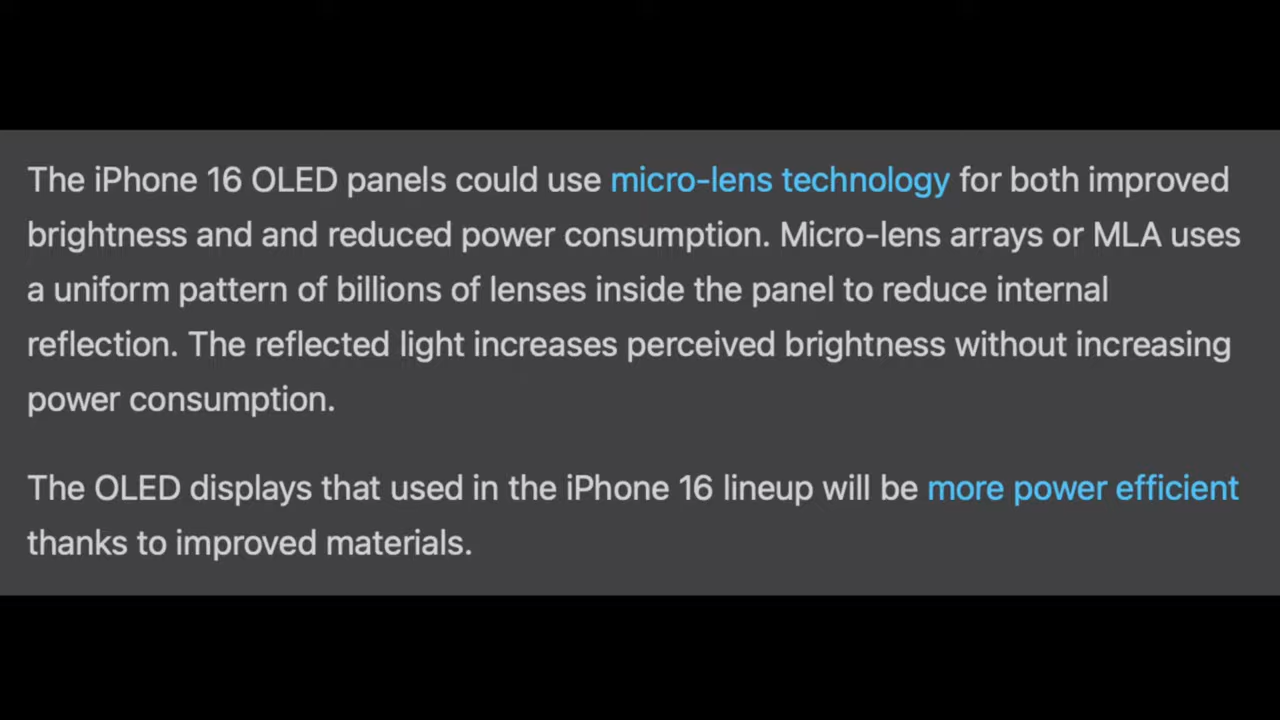 The iPhone 16 OLED panels could use micro-lens technology for both improved
brightness and and reduced power consumption. Micro-lens arrays or MLA uses
a uniform pattern of billions of lenses inside the panel to reduce internal
reflection. The reflected light increases perceived brightness without increasing
power consumption.
The OLED displays that used in the iPhone 16 lineup will be more power efficient
thanks to improved materials.